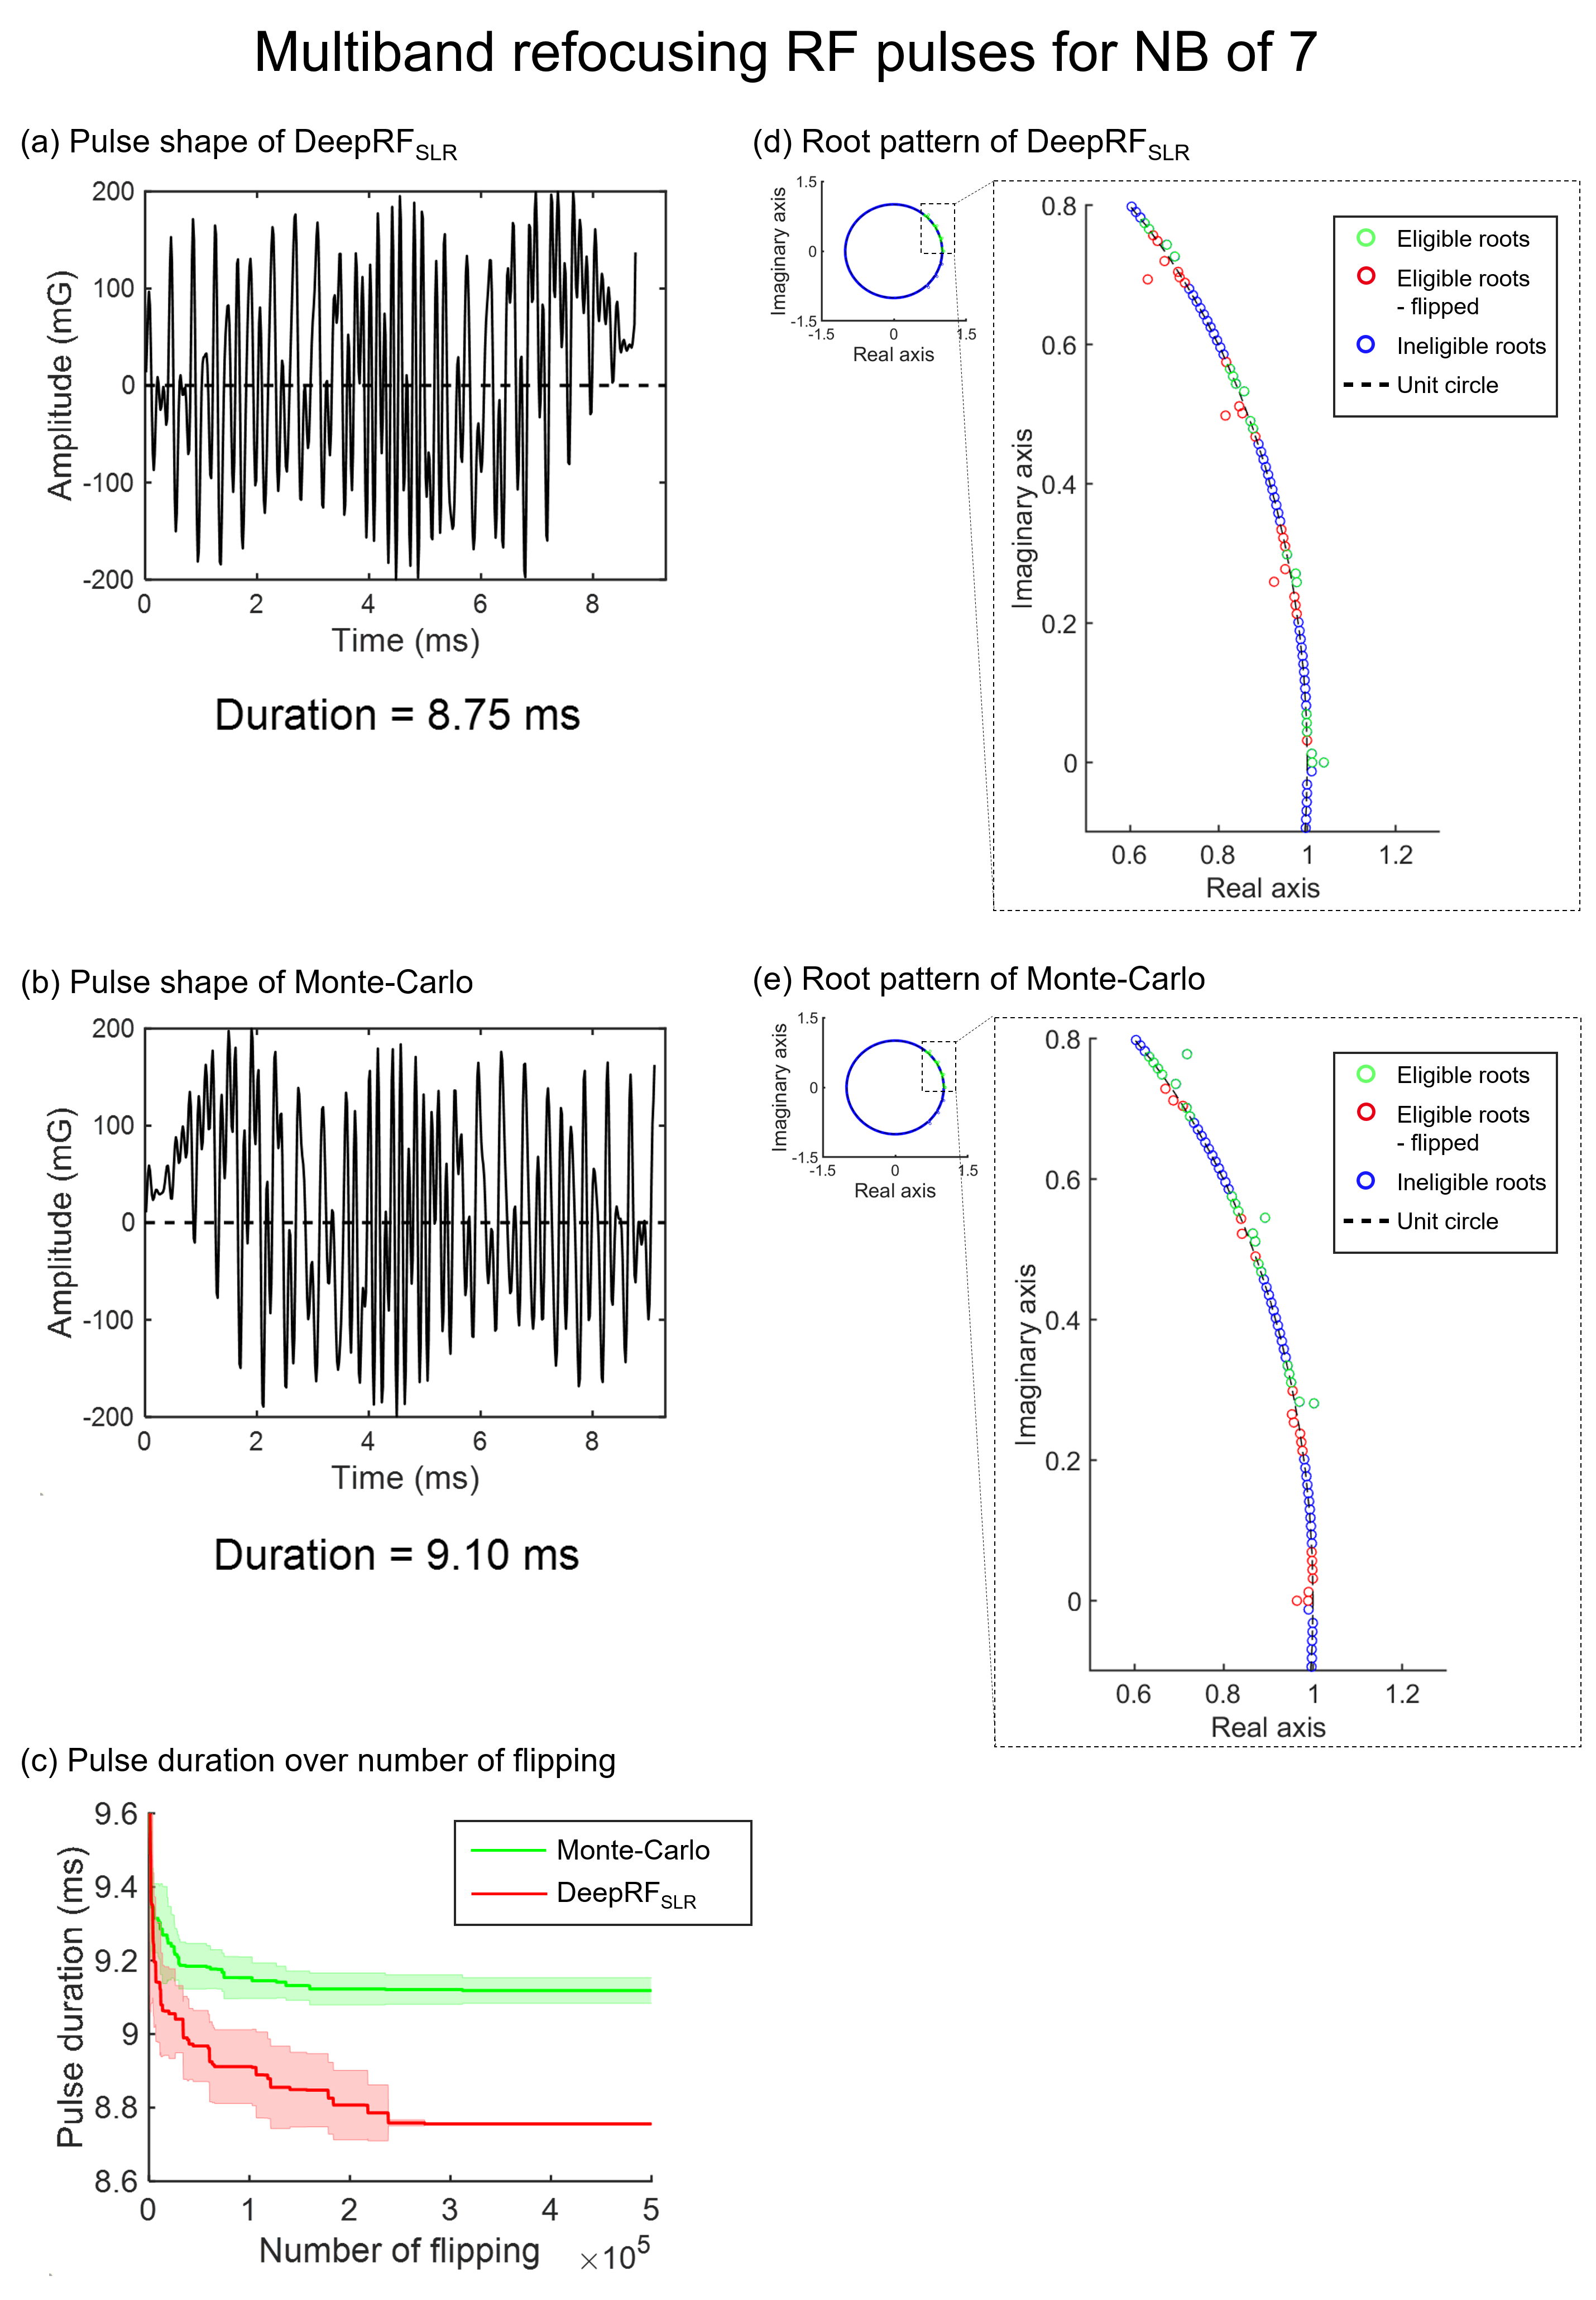 Multiband refocusing RF pulses for NB of 7
(a) Pulse shape of DeepRF_SLR
200
100
0
-100
-200
0 2 4 6 8
Amplitude (mG)
Time (ms)
Duration = 8.75 ms
(d) Root pattern of DeepRF_SLR
1.5
0
-1.5
-1.5 0 1.5
Imaginary axis
Real axis
0.8
0.6
0.4
0.2
0
0.6 0.8 1 1.2
Imaginary axis
Real axis
Eligible roots
Eligible roots
- flipped
Ineligible roots
Unit circle
(b) Pulse shape of Monte-Carlo
200
100
0
-100
-200
0 2 4 6 8
Amplitude (mG)
Time (ms)
Duration = 9.10 ms
(e) Root pattern of Monte-Carlo
1.5
0
-1.5
-1.5 0 1.5
Imaginary axis
Real axis
0.8
0.6
0.4
0.2
0
0.6 0.8 1 1.2
Imaginary axis
Real axis
Eligible roots
Eligible roots
- flipped
Ineligible roots
Unit circle
(c) Pulse duration over number of flipping
9.6
9.4
9.2
9
8.8
8.6
0 1 2 3 4 5
Pulse duration (ms)
Number of flipping ×10^5
Monte-Carlo
DeepRF_SLR